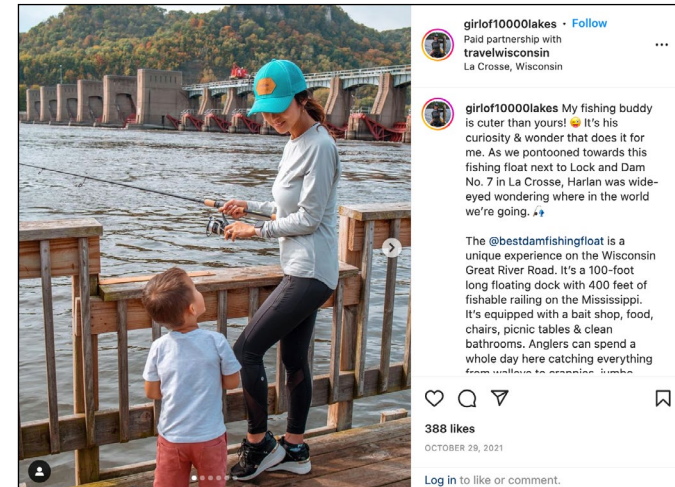 girlof10000lakes • Follow
Paid partnership with
travelwisconsin
La Crosse, Wisconsin
girlof10000lakes My fishing buddy
is cuter than yours! 😜 It's his
curiosity & wonder that does it for
me. As we pontooned towards this
fishing float next to Lock and Dam
No. 7 in La Crosse, Harlan was wide-
eyed wondering where in the world
we're going. 🎣
The @bestdamfishingfloat is a
unique experience on the Wisconsin
Great River Road. It's a 100-foot
long floating dock with 400 feet of
fishable railing on the Mississippi.
It's equipped with a bait shop, food,
chairs, picnic tables & clean
bathrooms. Anglers can spend a
whole day here catching everything
from walleye to crappies, jumbo
388 likes
OCTOBER 29, 2021
Log in to like or comment.